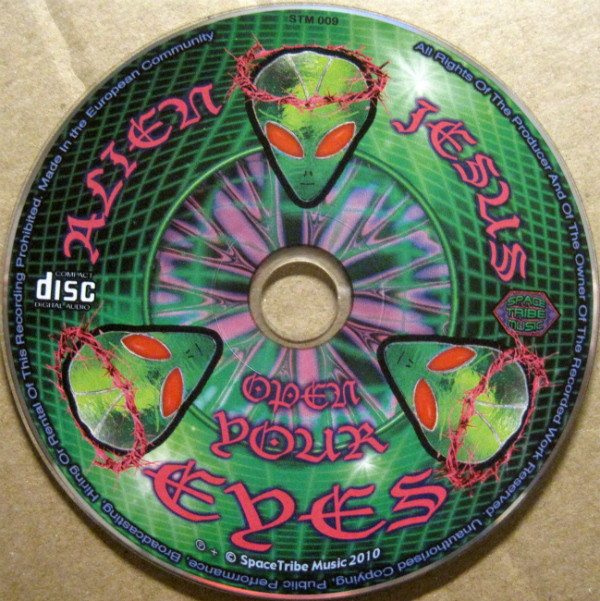 STM 009
ALIEN
JESUS
COMPACT
disc
DIGITAL AUDIO
SPACE
TRIBE
MUSIC
OPEN
YOUR
EYES
℗ + © SpaceTribe Music 2010
All Rights Of The Producer And Of The Owner Of The Recorded Work Reserved. Unauthorised Copying, Public Performance, Broadcasting, Hiring Or Rental Of This Recording Prohibited. Made In the European Community